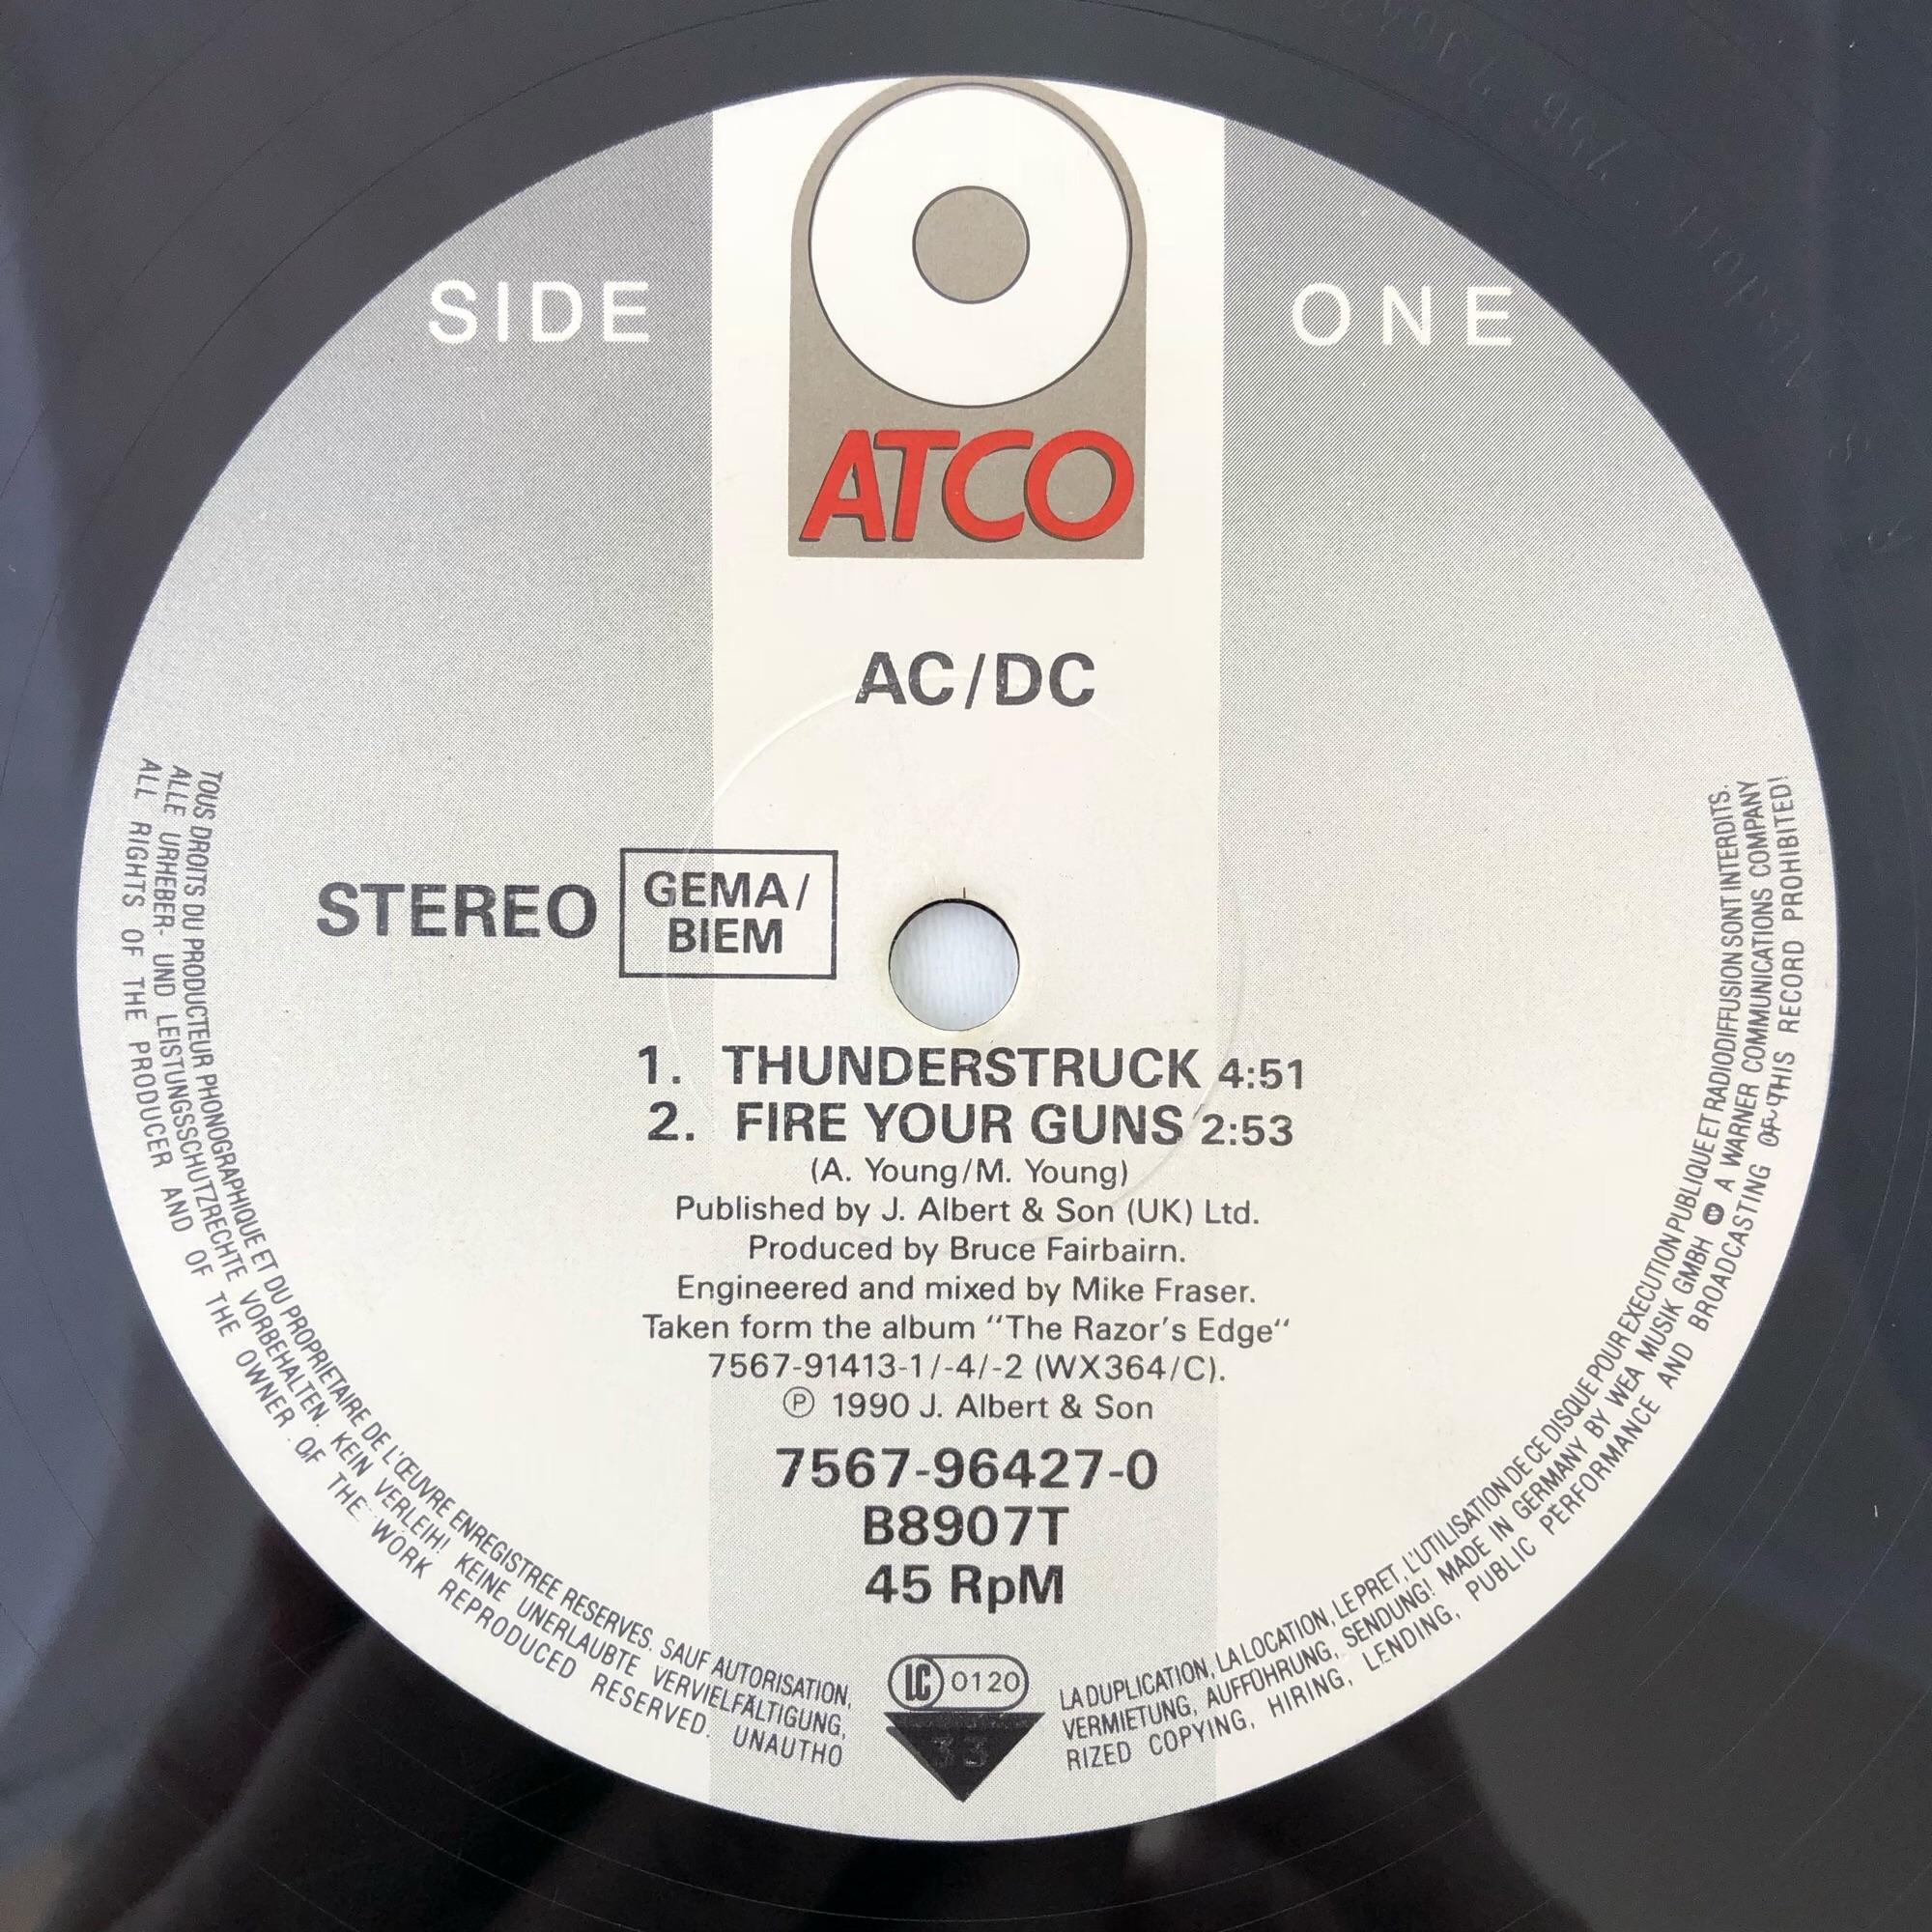 SIDE ONE
ATCO
AC/DC
STEREO
GEMA/
BIEM
1. THUNDERSTRUCK 4:51
2. FIRE YOUR GUNS 2:53
(A. Young/M. Young)
Published by J. Albert & Son (UK) Ltd.
Produced by Bruce Fairbairn.
Engineered and mixed by Mike Fraser.
Taken form the album “The Razor's Edge“
7567-91413-1/-4/-2 (WX364/C).
Ⓟ 1990 J. Albert & Son
7567-96427-0
B8907T
45 RpM
LC 0120
33
TOUS DROITS DU PRODUCTEUR PHONOGRAPHIQUE ET DU PROPRIETAIRE DE L'ŒUVRE ENREGISTREE RESERVES. SAUF AUTORISATION, LA DUPLICATION, LA LOCATION, LE PRET, L'UTILISATION DE CE DISQUE POUR EXECUTION PUBLIQUE ET RADIODIFFUSION SONT INTERDITS.
ALLE URHEBER- UND LEISTUNGSSCHUTZRECHTE VORBEHALTEN. KEIN VERLEIH! KEINE UNERLAUBTE VERVIELFÄLTIGUNG, VERMIETUNG, AUFFÜHRUNG, SENDUNG! MADE IN GERMANY BY WEA MUSIK GMBH A WARNER COMMUNICATIONS COMPANY
ALL RIGHTS OF THE PRODUCER AND OF THE OWNER OF THE WORK REPRODUCED RESERVED. UNAUTHORIZED COPYING, HIRING, LENDING, PUBLIC PERFORMANCE AND BROADCASTING OF THIS RECORD PROHIBITED!